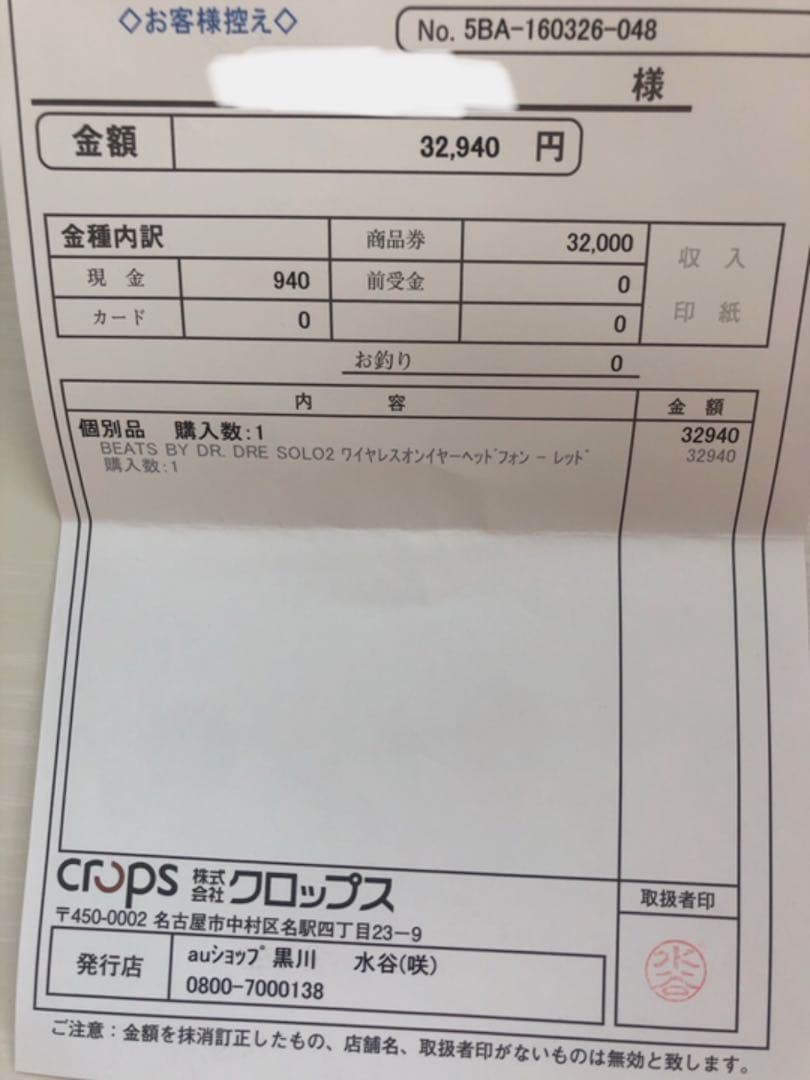 ◇お客様控え◇
No. 5BA-160326-048
様
金額 32,940 円
金種内訳 商品券 32,000 収入
現金 940 前受金 0 印紙
カード 0 0
お釣り 0
内容 金額
個別品 購入数:1 32940
BEATS BY DR. DRE SOLO2 ワイヤレスオンイヤーヘッドフォン - レッド 32940
購入数:1
crops 株式会社クロップス
〒450-0002 名古屋市中村区名駅四丁目23-9
取扱者印
発行店 auショップ 黒川 水谷(咲)
0800-7000138
水谷
ご注意:金額を抹消訂正したもの、店舗名、取扱者印がないものは無効と致します。